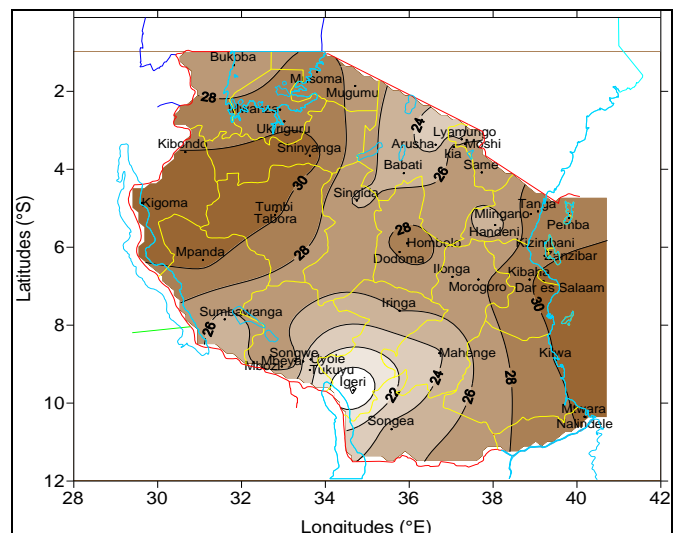 Bukoba
Musoma
Mugumu
28
Mwanza
2
24
Lyamungo
Ukinguru
Kibondo
Shinyanga
Arusha
Moshi
Kia
4
Babati
Same
26
30
Singida
Kigoma
Tumbi
Tabora
Tanga
Mlingano
Pemba
Handeni
28
Hombolo
Kizimbani
6
Mpanda
28
Dodoma
Zanzibar
Ilonga
Kibaha
Morogoro
Dar es Salaam
Iringa
30
Sumbawanga
8
26
Songwe
Mbeya
Uyole
Mahenge
Kilwa
Mbozi
Tukuyu
Igeri
24
28
22
26
10
Songea
Mtwara
Naliendele
12
28 30 32 34 36 38 40 42
Latitudes (°S)
Longitudes (°E)